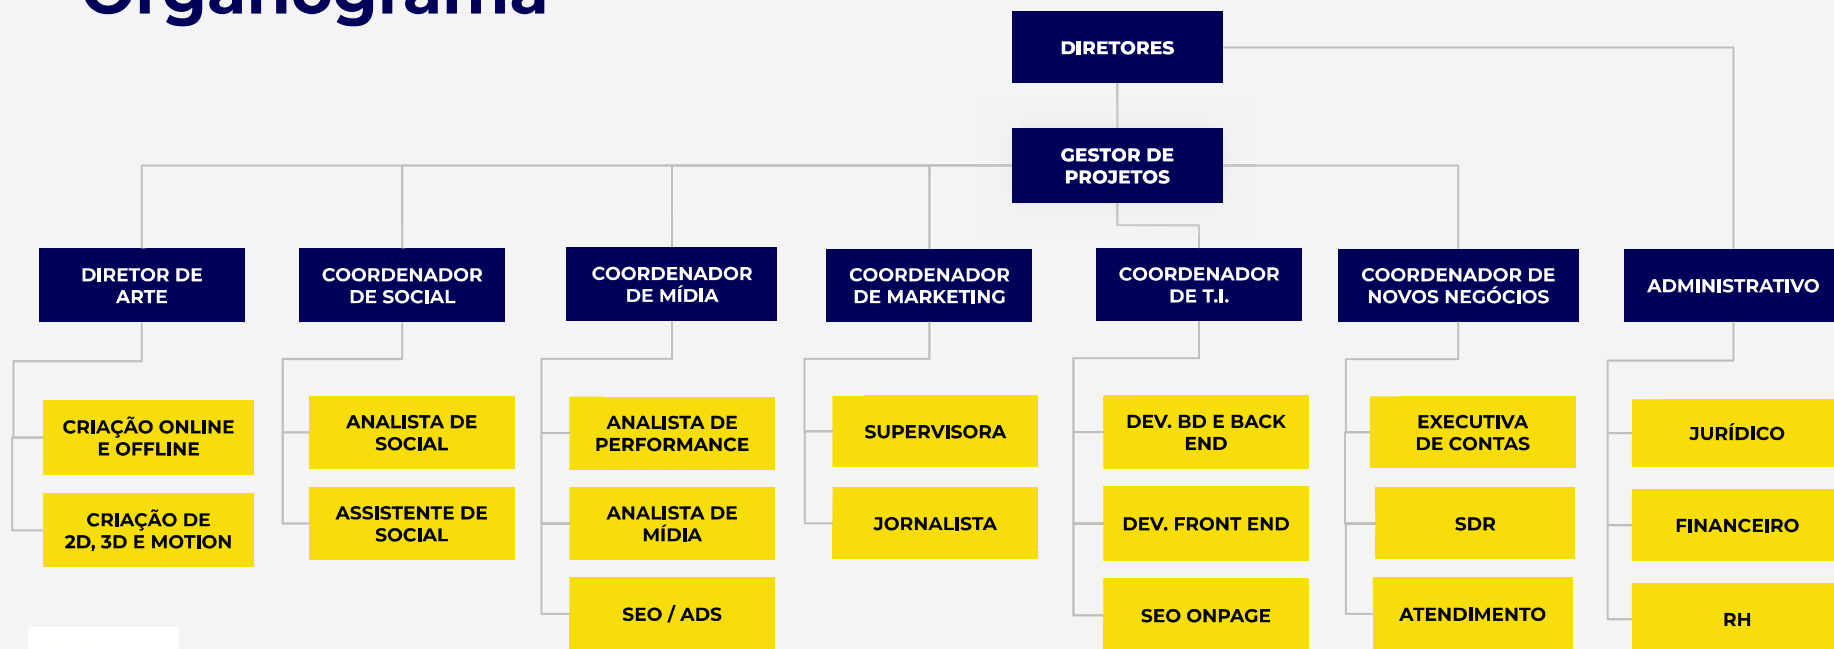 Organograma
DIRETORES
GESTOR DE
PROJETOS
DIRETOR DE
ARTE
COORDENADOR
DE SOCIAL
COORDENADOR
DE MÍDIA
COORDENADOR
DE MARKETING
COORDENADOR
DE T.I.
COORDENADOR DE
NOVOS NEGÓCIOS
ADMINISTRATIVO
CRIAÇÃO ONLINE
E OFFLINE
ANALISTA DE
SOCIAL
ANALISTA DE
PERFORMANCE
SUPERVISORA
DEV. BD E BACK
END
EXECUTIVA
DE CONTAS
JURÍDICO
CRIAÇÃO DE
2D, 3D E MOTION
ASSISTENTE DE
SOCIAL
ANALISTA DE
MÍDIA
JORNALISTA
DEV. FRONT END
SDR
FINANCEIRO
SEO / ADS
SEO ONPAGE
ATENDIMENTO
RH